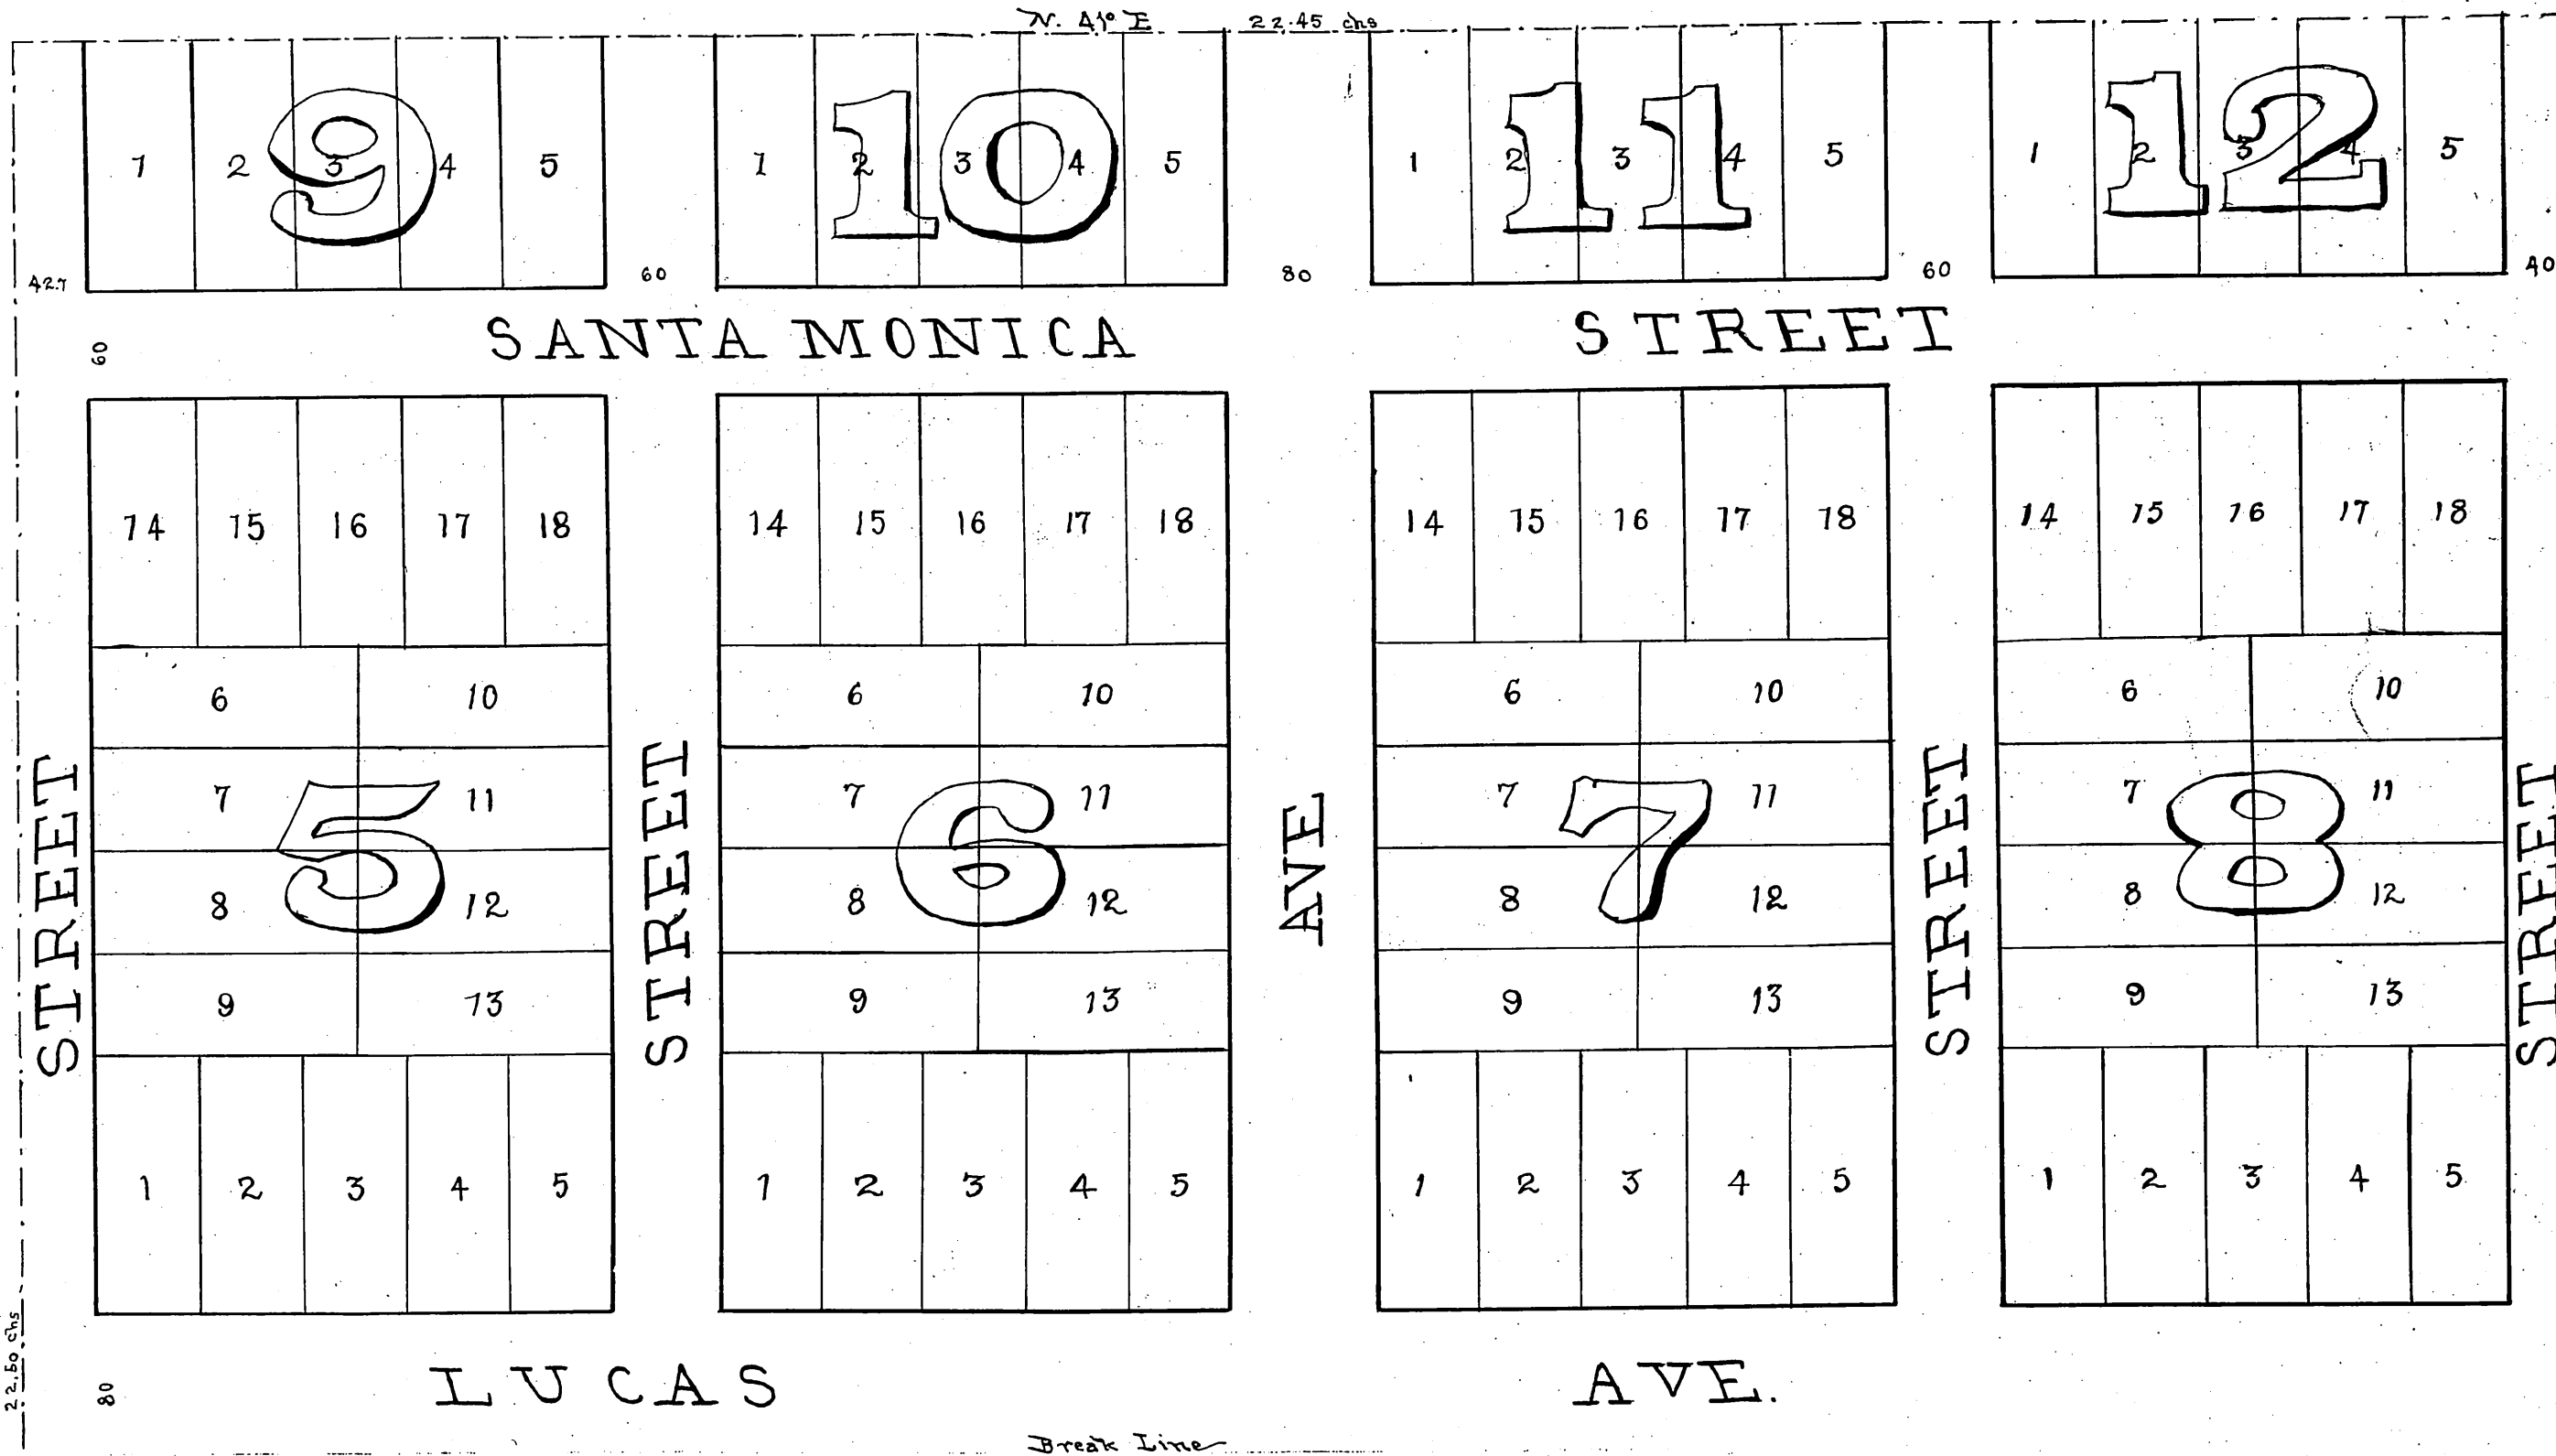 N. 41° E 22.45 chs
9 10 11 12
1 2 3 4 5 1 2 3 4 5 1 2 3 4 5 1 2 3 4 5
42.7 60 80 60 40
SANTA MONICA STREET
60
14 15 16 17 18 14 15 16 17 18 14 15 16 17 18 14 15 16 17 18
6 10 6 10 6 10 6 10
7 11 7 11 7 11 7 11
5 6 7 8
STREET STREET AVE STREET STREET
8 12 8 12 8 12 8 12
9 13 9 13 9 13 9 13
1 2 3 4 5 1 2 3 4 5 1 2 3 4 5 1 2 3 4 5
22.50 chs
80
LUCAS AVE.
Break Line